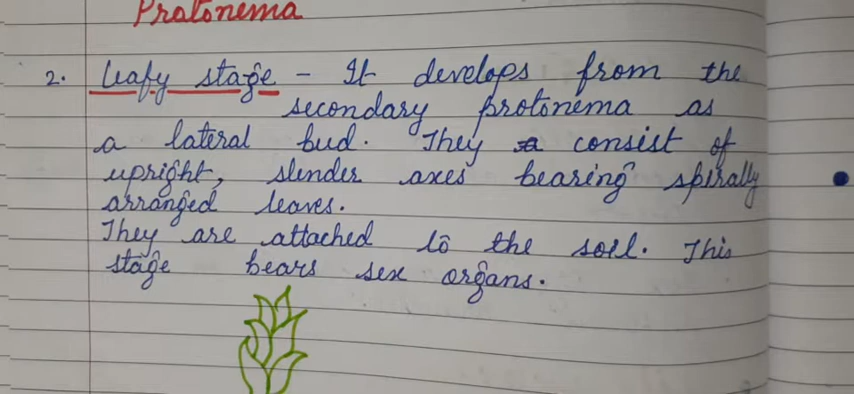 Protonema
2. Leafy stage - It develops from the
secondary protonema as
a lateral bud. They consist of
upright, slender axes bearing spirally
arranged leaves.
They are attached to the soil. This
stage bears sex organs.